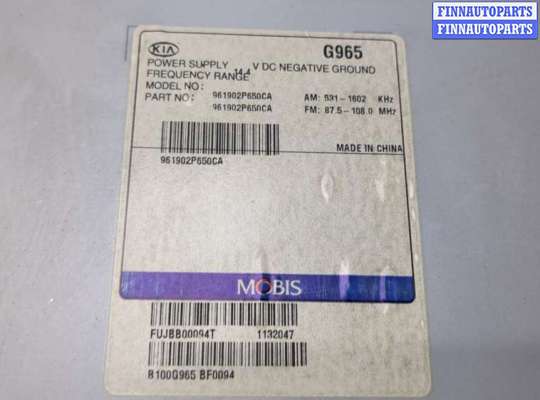 FINNAUTOPARTS
FINNAUTOPARTS
FINNAUTOPARTS
KIA G965
POWER SUPPLY 14.4 V DC NEGATIVE GROUND
FREQUENCY RANGE
MODEL NO: 961902P650CA AM: 531-1602 KHz
PART NO: 961902P650CA FM: 87.5-108.0 MHz
MADE IN CHINA
961902P650CA
MOBIS
FUJBB00094T 1132047
8100G965 BF0094